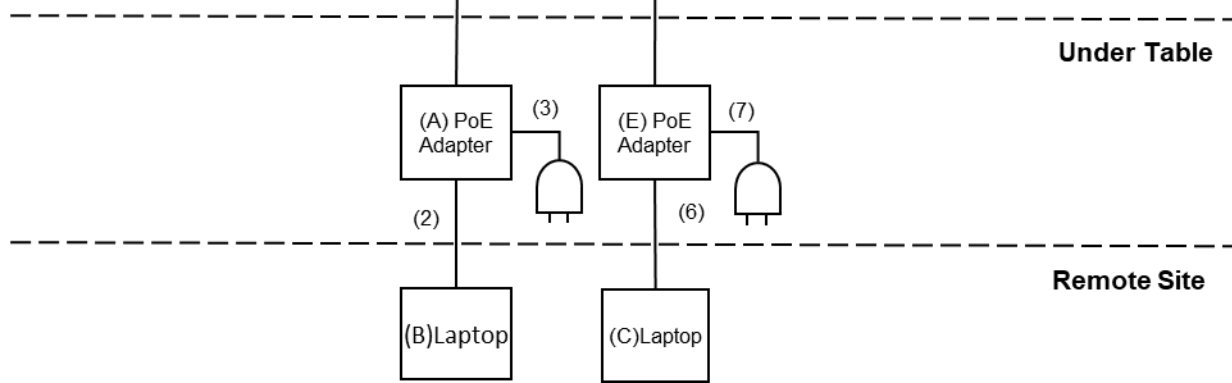 Under Table
(A) PoE
Adapter
(3)
(E) PoE
Adapter
(7)
(2)
(6)
Remote Site
(B)Laptop
(C)Laptop